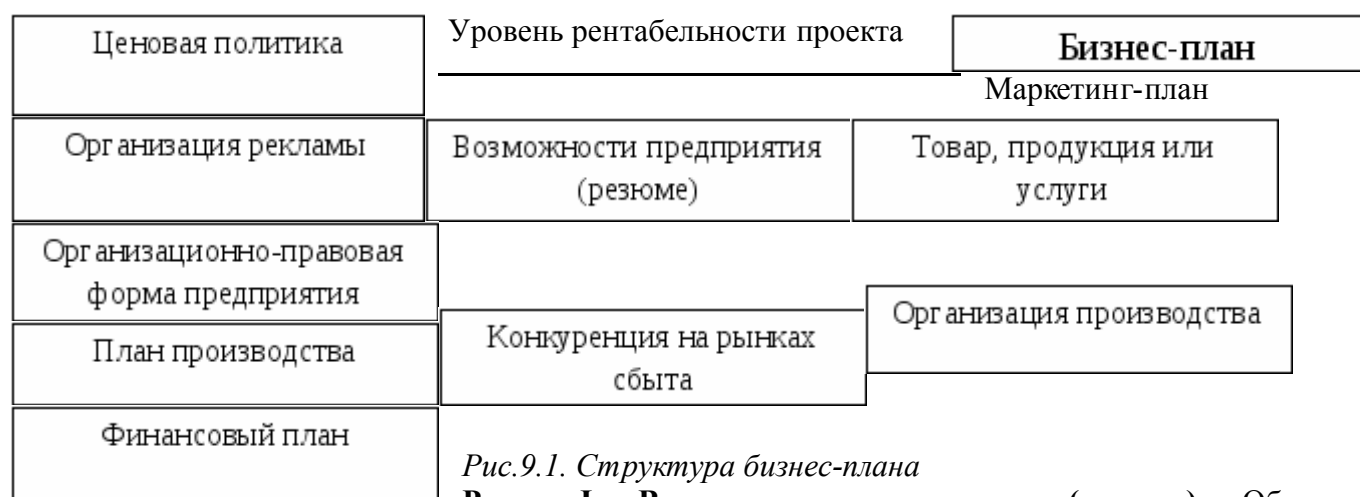 Ценовая политика
Уровень рентабельности проекта
Бизнес-план
Маркетинг-план
Организация рекламы
Возможности предприятия
(резюме)
Товар, продукция или
услуги
Организационно-правовая
форма предприятия
Организация производства
План производства
Конкуренция на рынках
сбыта
Финансовый план
Рис.9.1. Структура бизнес-плана